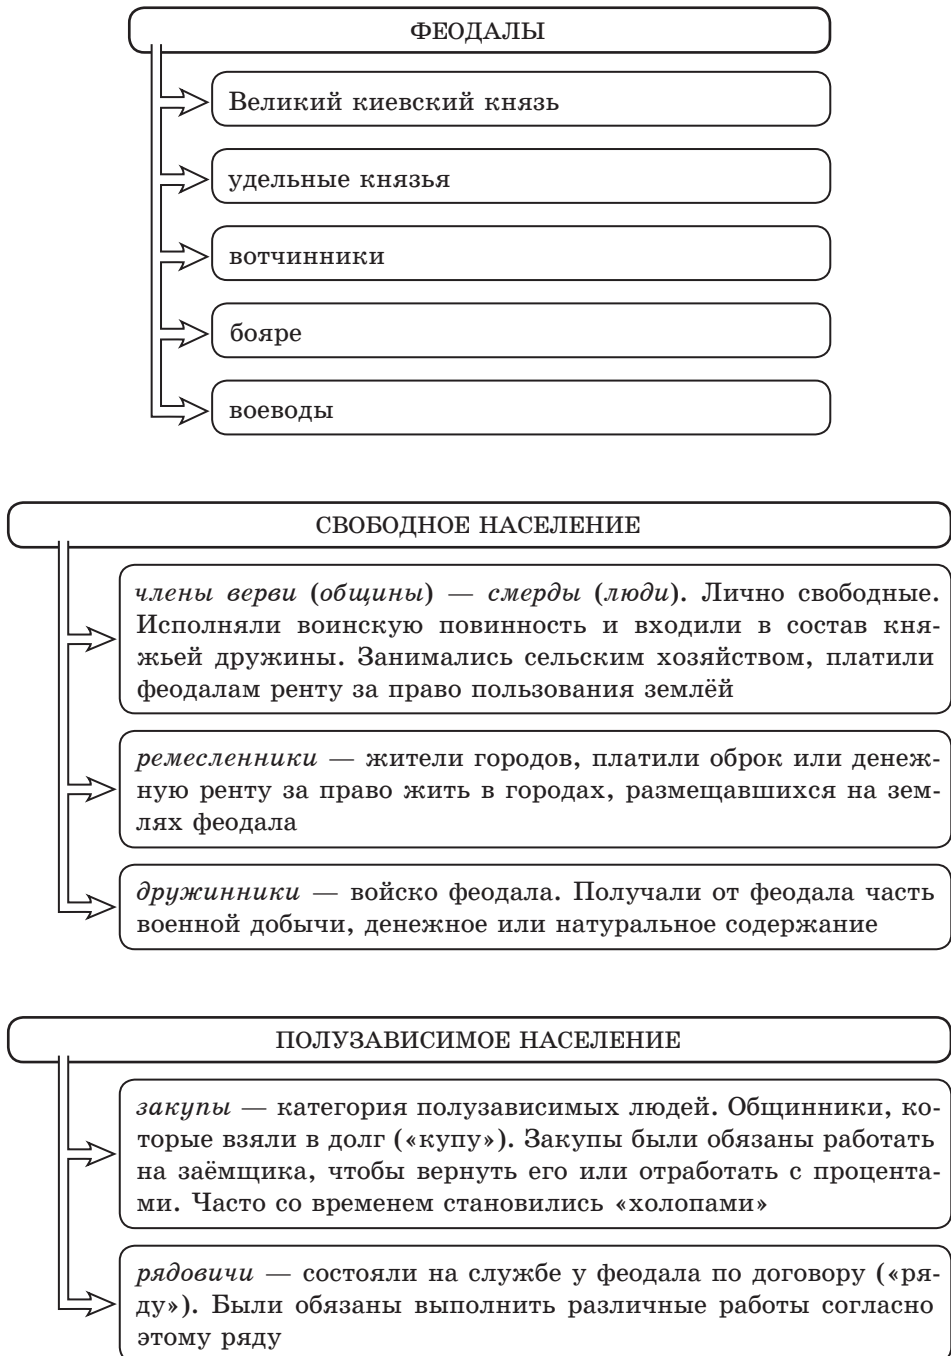 ФЕОДАЛЫ
Великий киевский князь
удельные князья
вотчинники
бояре
воеводы
СВОБОДНОЕ НАСЕЛЕНИЕ
члены верви (общины) — смерды (люди). Лично свободные.
Исполняли воинскую повинность и входили в состав кня-
жьей дружины. Занимались сельским хозяйством, платили
феодалам ренту за право пользования землёй
ремесленники — жители городов, платили оброк или денеж-
ную ренту за право жить в городах, размещавшихся на зем-
лях феодала
дружинники — войско феодала. Получали от феодала часть
военной добычи, денежное или натуральное содержание
ПОЛУЗАВИСИМОЕ НАСЕЛЕНИЕ
закупы — категория полузависимых людей. Общинники, ко-
торые взяли в долг («купу»). Закупы были обязаны работать
на заёмщика, чтобы вернуть его или отработать с процента-
ми. Часто со временем становились «холопами»
рядовичи — состояли на службе у феодала по договору («ря-
ду»). Были обязаны выполнить различные работы согласно
этому ряду